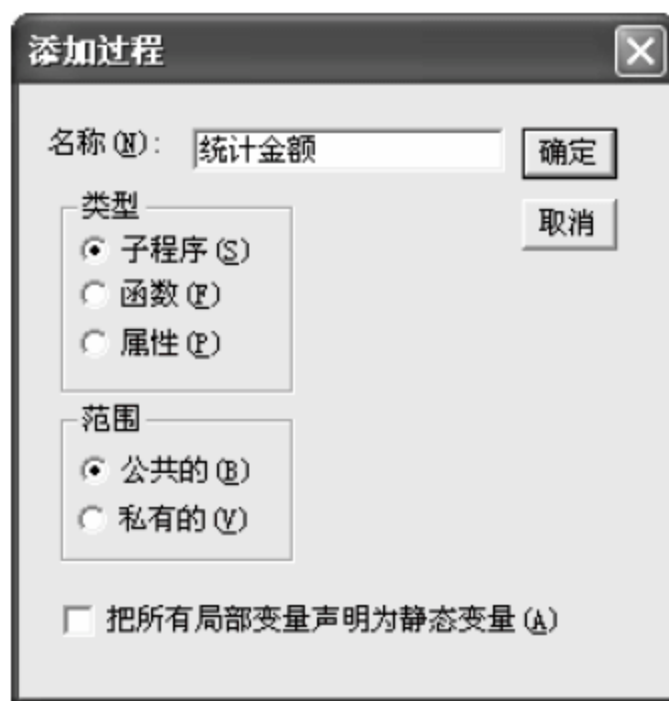 添加过程
名称(N): 统计金额 确定
取消
类型
子程序(S)
函数(F)
属性(P)
范围
公共的(B)
私有的(V)
把所有局部变量声明为静态变量(A)